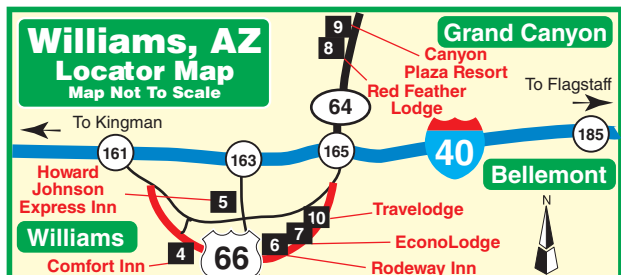 Williams, AZ
Locator Map
Map Not To Scale
Grand Canyon
9
8
Canyon
Plaza Resort
Red Feather
Lodge
To Flagstaff
64
To Kingman
161
163
165
40
185
Howard
Johnson
Express Inn
5
Bellemont
N
Williams
10
Travelodge
7
4
66
6
EconoLodge
Comfort Inn
Rodeway Inn